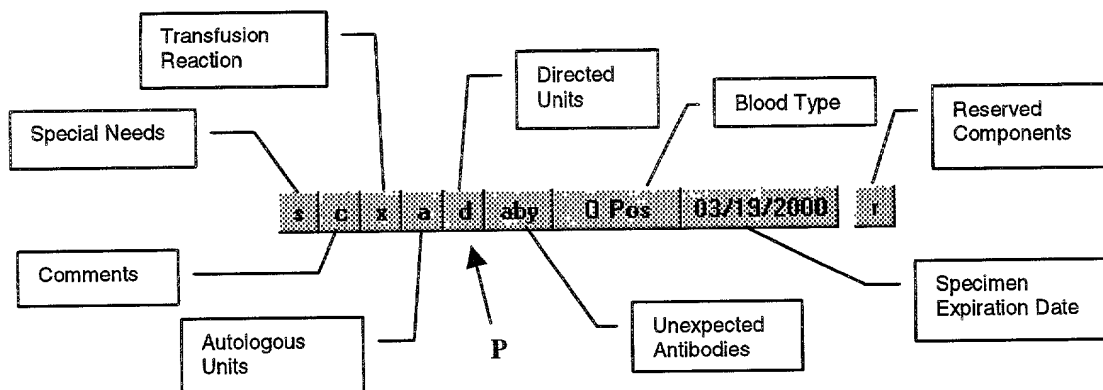 Transfusion
Reaction
Directed
Units
Blood Type
Reserved
Components
Special Needs
s c x a d aby O Pos 03/19/2000 r
Comments
Autologous
Units
P
Unexpected
Antibodies
Specimen
Expiration Date